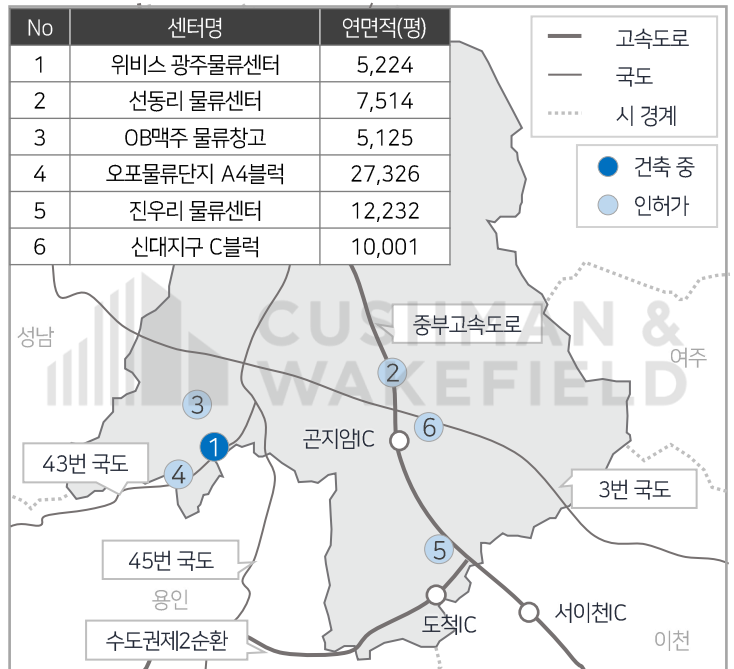 No 센터명 연면적(평)
1 위비스 광주물류센터 5,224
2 선동리 물류센터 7,514
3 OB맥주 물류창고 5,125
4 오포물류단지 A4블럭 27,326
5 진우리 물류센터 12,232
6 신대지구 C블럭 10,001
고속도로
국도
시 경계
건축 중
인허가
CUSHMAN &
WAKEFIELD
성남
중부고속도로
여주
2
3
6
곤지암IC
1
43번 국도
4
3번 국도
5
45번 국도
용인
도척IC
서이천IC
수도권제2순환
이천